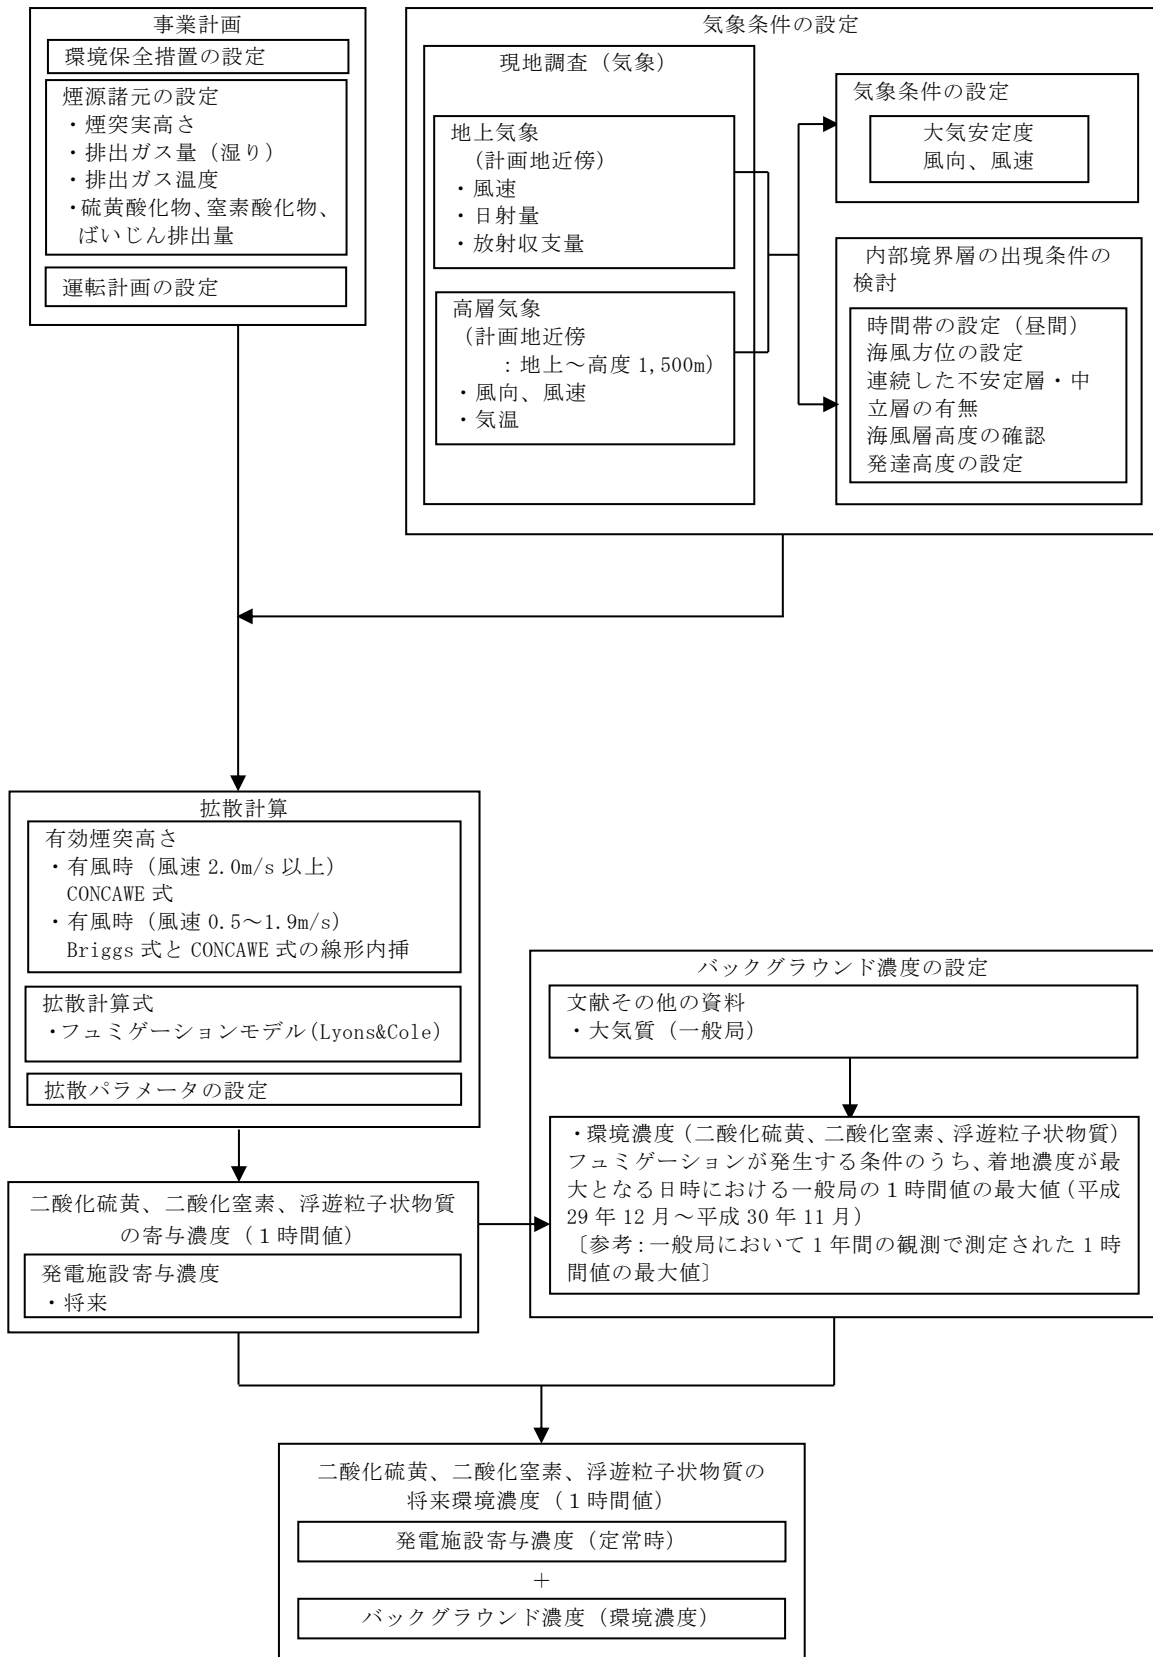 事業計画
環境保全措置の設定
煙源諸元の設定
・煙突実高さ
・排出ガス量（湿り）
・排出ガス温度
・硫黄酸化物、窒素酸化物、
ばいじん排出量
運転計画の設定
気象条件の設定
現地調査（気象）
地上気象
（計画地近傍）
・風速
・日射量
・放射収支量
高層気象
（計画地近傍
：地上～高度 1,500m）
・風向、風速
・気温
気象条件の設定
大気安定度
風向、風速
内部境界層の出現条件の
検討
時間帯の設定（昼間）
海風方位の設定
連続した不安定層・中
立層の有無
海風層高度の確認
発達高度の設定
拡散計算
有効煙突高さ
・有風時（風速 2.0m/s 以上）
CONCAWE 式
・有風時（風速 0.5～1.9m/s）
Briggs 式と CONCAWE 式の線形内挿
拡散計算式
・フュミゲーションモデル(Lyons&Cole)
拡散パラメータの設定
バックグラウンド濃度の設定
文献その他の資料
・大気質（一般局）
・環境濃度（二酸化硫黄、二酸化窒素、浮遊粒子状物質）
フュミゲーションが発生する条件のうち、着地濃度が最
大となる日時における一般局の 1 時間値の最大値（平成
29 年 12 月～平成 30 年 11 月）
〔参考：一般局において 1 年間の観測で測定された 1 時
間値の最大値〕
二酸化硫黄、二酸化窒素、浮遊粒子状物質
の寄与濃度（１時間値）
発電施設寄与濃度
・将来
二酸化硫黄、二酸化窒素、浮遊粒子状物質の
将来環境濃度（１時間値）
発電施設寄与濃度（定常時）
＋
バックグラウンド濃度（環境濃度）